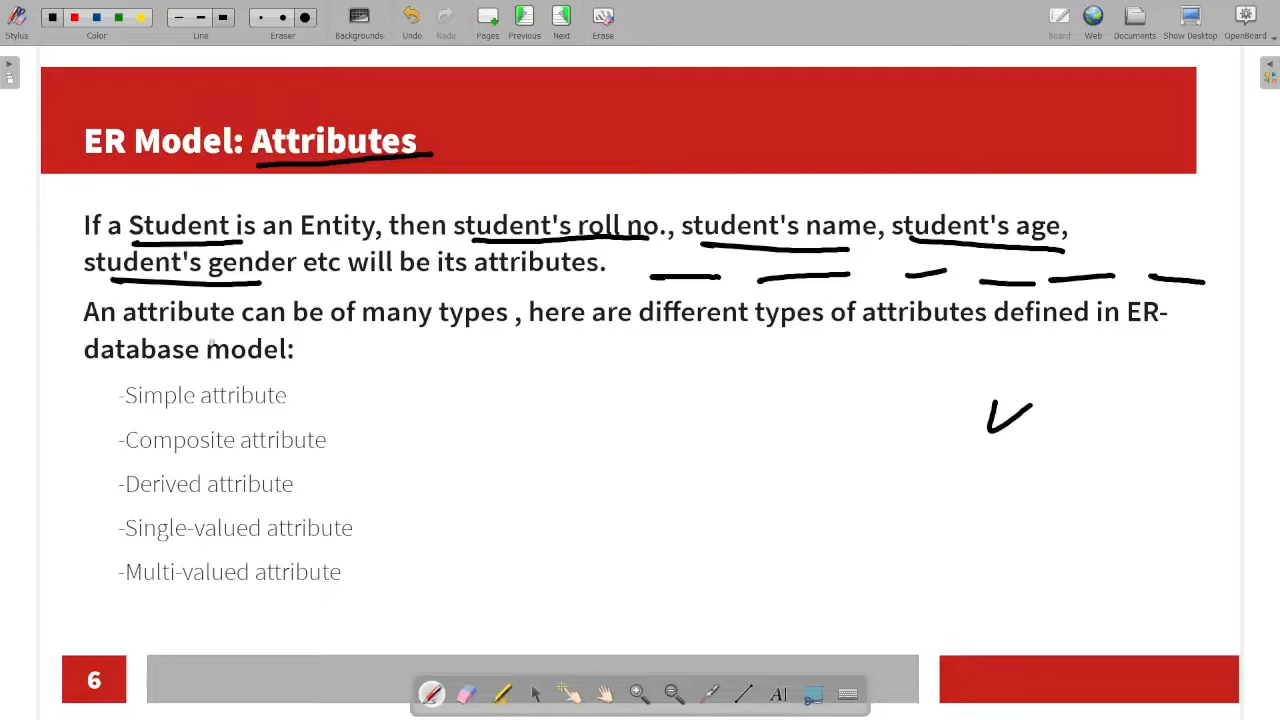 Stylus Color Line Eraser Backgrounds Undo Redo Pages Previous Next Erase Board Web Documents Show Desktop OpenBoard
ER Model: Attributes
If a Student is an Entity, then student's roll no., student's name, student's age,
student's gender etc will be its attributes.
An attribute can be of many types , here are different types of attributes defined in ER-
database model:
-Simple attribute
-Composite attribute
-Derived attribute
-Single-valued attribute
-Multi-valued attribute
6
AI